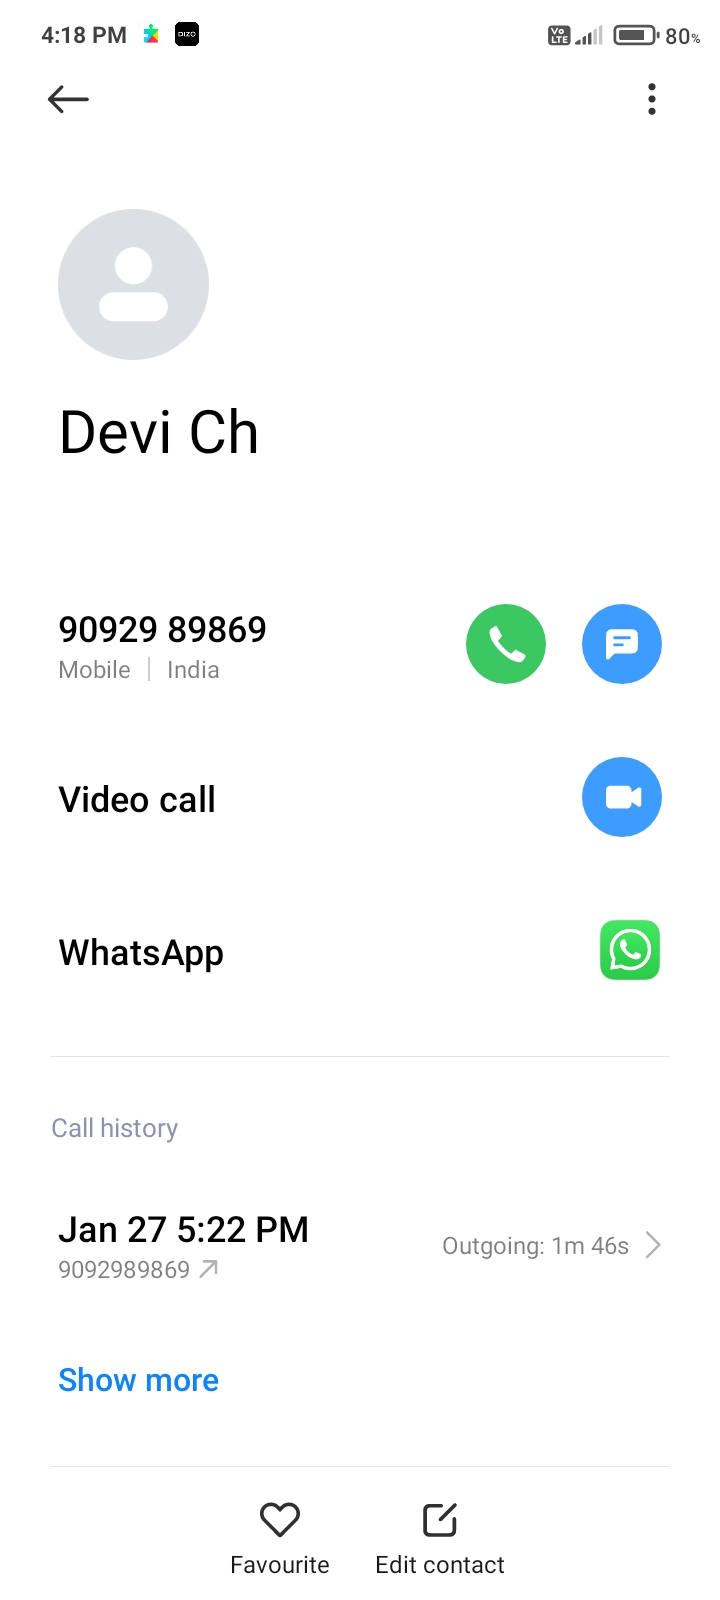 4:18 PM DIZO Vo LTE 80%
Devi Ch
90929 89869
Mobile India
Video call
WhatsApp
Call history
Jan 27 5:22 PM
Outgoing: 1m 46s
9092989869
Show more
Favourite Edit contact